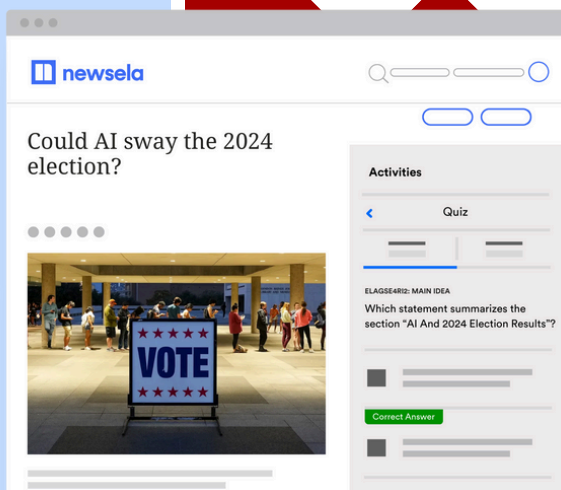 newsela
Could AI sway the 2024
election?
VOTE
Activities
Quiz
ELAGSE4RI2: MAIN IDEA
Which statement summarizes the
section "AI And 2024 Election Results"?
Correct Answer